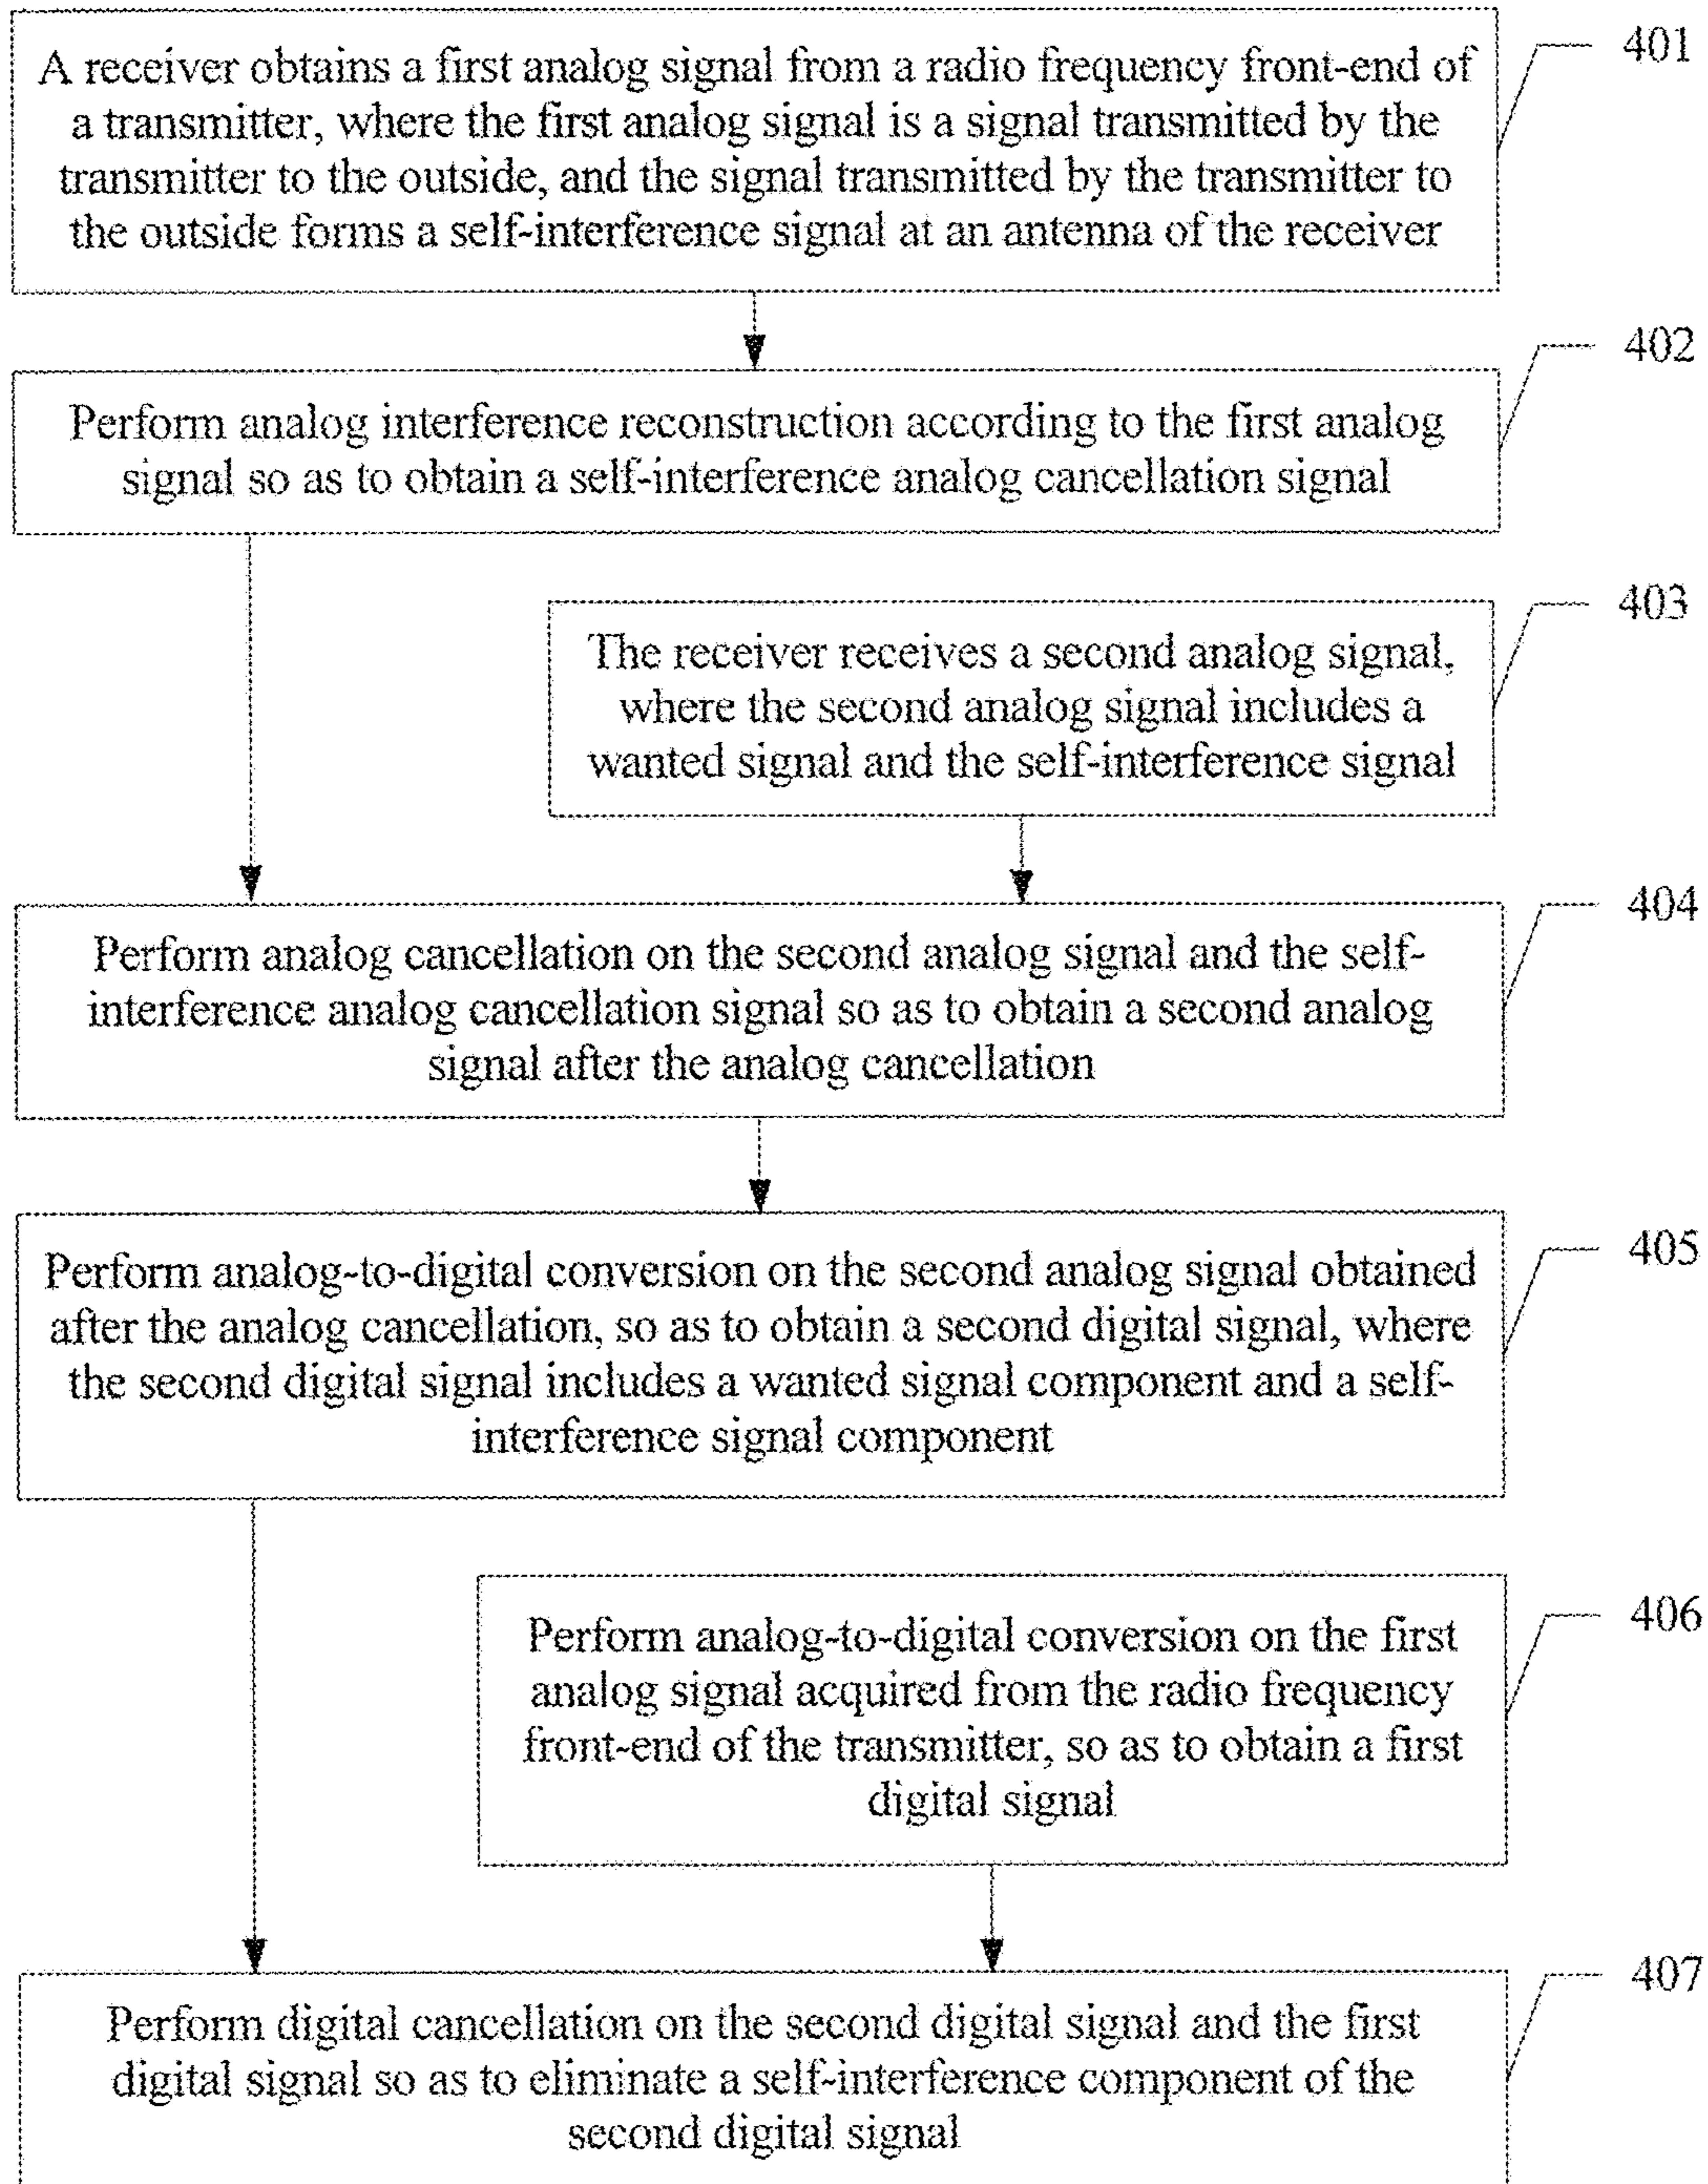 A receiver obtains a first analog signal from a radio frequency front-end of
a transmitter, where the first analog signal is a signal transmitted by the
transmitter to the outside, and the signal transmitted by the transmitter to
the outside forms a self-interference signal at an antenna of the receiver
401
Perform analog interference reconstruction according to the first analog
signal so as to obtain a self-interference analog cancellation signal
402
The receiver receives a second analog signal,
where the second analog signal includes a
wanted signal and the self-interference signal
403
Perform analog cancellation on the second analog signal and the self-
interference analog cancellation signal so as to obtain a second analog
signal after the analog cancellation
404
Perform analog-to-digital conversion on the second analog signal obtained
after the analog cancellation, so as to obtain a second digital signal, where
the second digital signal includes a wanted signal component and a self-
interference signal component
405
Perform analog-to-digital conversion on the first
analog signal acquired from the radio frequency
front-end of the transmitter, so as to obtain a first
digital signal
406
Perform digital cancellation on the second digital signal and the first
digital signal so as to eliminate a self-interference component of the
second digital signal
407